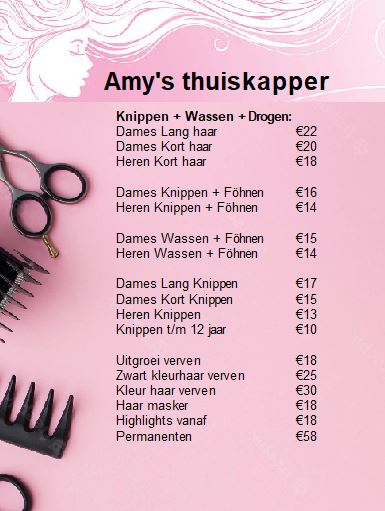 Amy's thuiskapper
Knippen + Wassen + Drogen:
Dames Lang haar €22
Dames Kort haar €20
Heren Kort haar €18
Dames Knippen + Föhnen €16
Heren Knippen + Föhnen €14
Dames Wassen + Föhnen €15
Heren Wassen + Föhnen €14
Dames Lang Knippen €17
Dames Kort Knippen €15
Heren Knippen €13
Knippen t/m 12 jaar €10
Uitgroei verven €18
Zwart kleurhaar verven €25
Kleur haar verven €30
Haar masker €18
Highlights vanaf €18
Permanenten €58